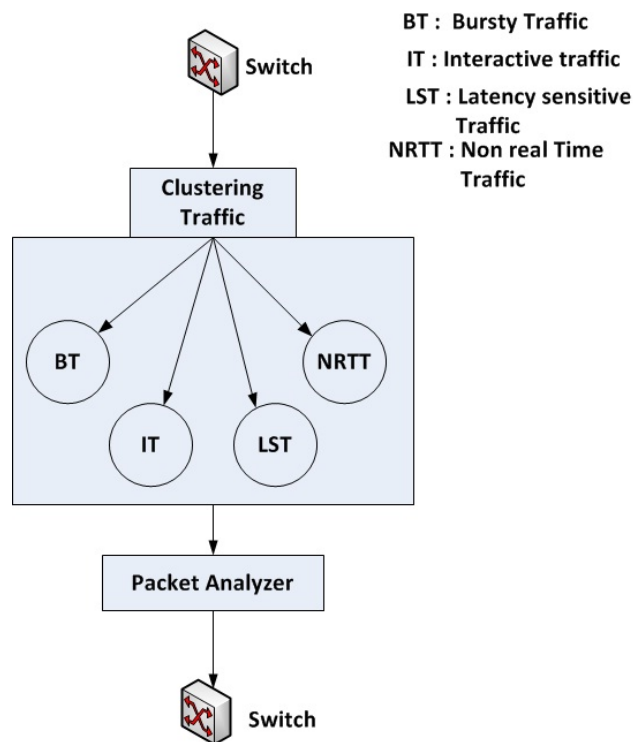 BT : Bursty Traffic
IT : Interactive traffic
LST : Latency sensitive
Traffic
NRTT : Non real Time
Traffic
Switch
Clustering
Traffic
BT
NRTT
IT
LST
Packet Analyzer
Switch